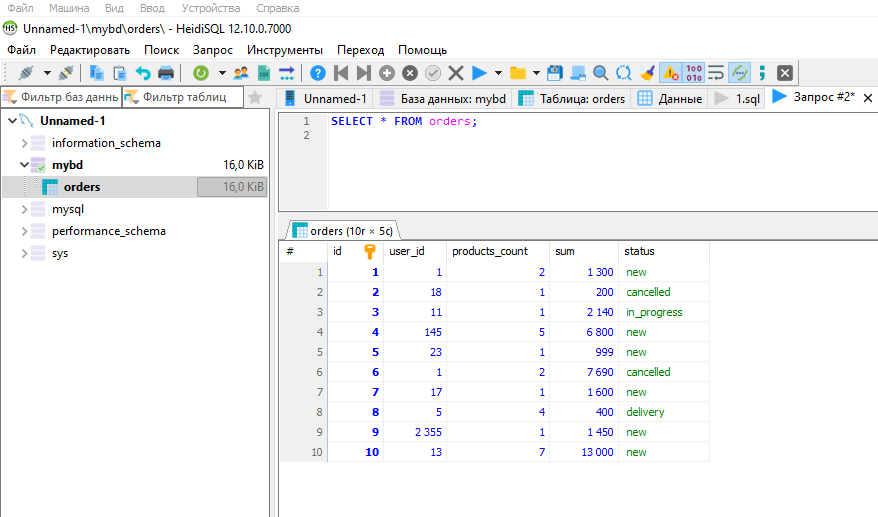 Файл Машина Вид Ввод Устройства Справка
HS Unnamed-1\mybd\orders\ - HeidiSQL 12.10.0.7000
Файл Редактировать Поиск Запрос Инструменты Переход Помощь
Фильтр баз даннь Фильтр таблиц
Unnamed-1 База данных: mybd Таблица: orders Данные 1.sql Запрос #2*
Unnamed-1
information_schema
mybd 16,0 KiB
orders 16,0 KiB
mysql
performance_schema
sys
1 SELECT * FROM orders;
2
orders (10r × 5c)
# id user_id products_count sum status
1 1 1 2 1 300 new
2 2 18 1 200 cancelled
3 3 11 1 2 140 in_progress
4 4 145 5 6 800 new
5 5 23 1 999 new
6 6 1 2 7 690 cancelled
7 7 17 1 1 600 new
8 8 5 4 400 delivery
9 9 2 355 1 1 450 new
10 10 13 7 13 000 new